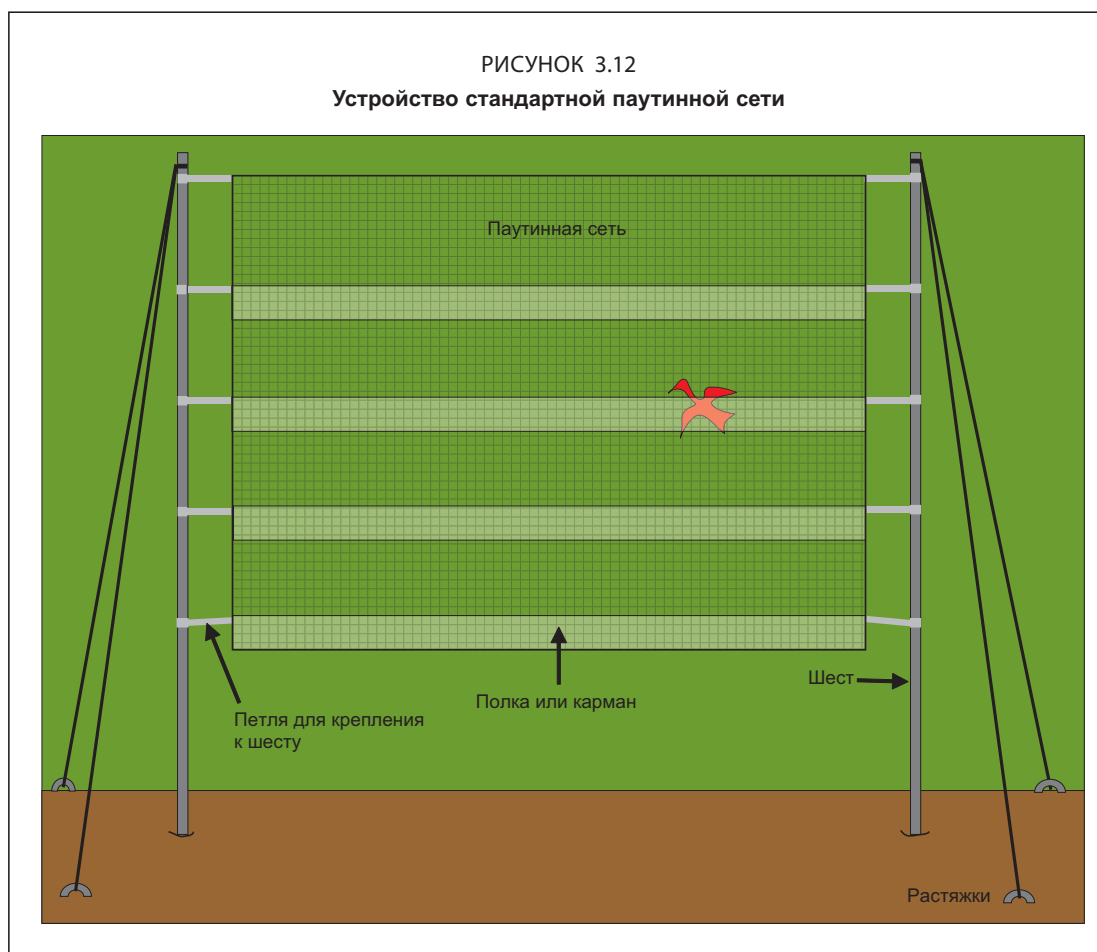 РИСУНОК 3.12
Устройство стандартной паутинной сети
Паутинная сеть
Шест
Полка или карман
Петля для крепления
к шесту
Растяжки